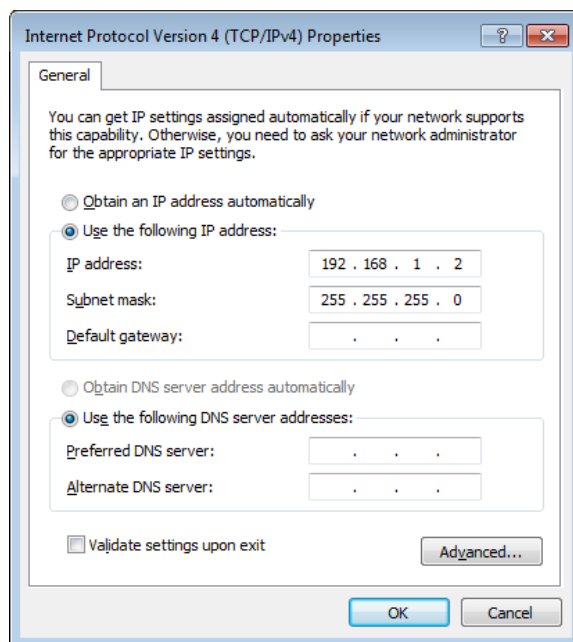 Internet Protocol Version 4 (TCP/IPv4) Properties
General
You can get IP settings assigned automatically if your network supports
this capability. Otherwise, you need to ask your network administrator
for the appropriate IP settings.
Obtain an IP address automatically
Use the following IP address:
IP address: 192 . 168 . 1 . 2
Subnet mask: 255 . 255 . 255 . 0
Default gateway: . . .
Obtain DNS server address automatically
Use the following DNS server addresses:
Preferred DNS server: . . .
Alternate DNS server: . . .
Validate settings upon exit
Advanced...
OK Cancel